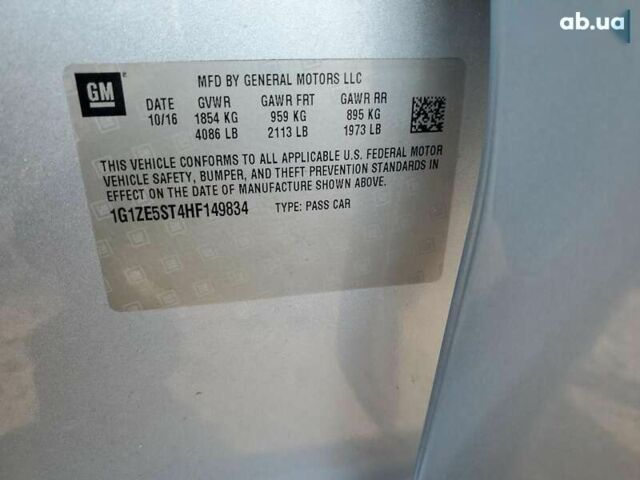 ab.ua
GM
MFD BY GENERAL MOTORS LLC
DATE GVWR GAWR FRT GAWR RR
10/16 1854 KG 959 KG 895 KG
4086 LB 2113 LB 1973 LB
THIS VEHICLE CONFORMS TO ALL APPLICABLE U.S. FEDERAL MOTOR
VEHICLE SAFETY, BUMPER, AND THEFT PREVENTION STANDARDS IN
EFFECT ON THE DATE OF MANUFACTURE SHOWN ABOVE.
1G1ZE5ST4HF149834 TYPE: PASS CAR